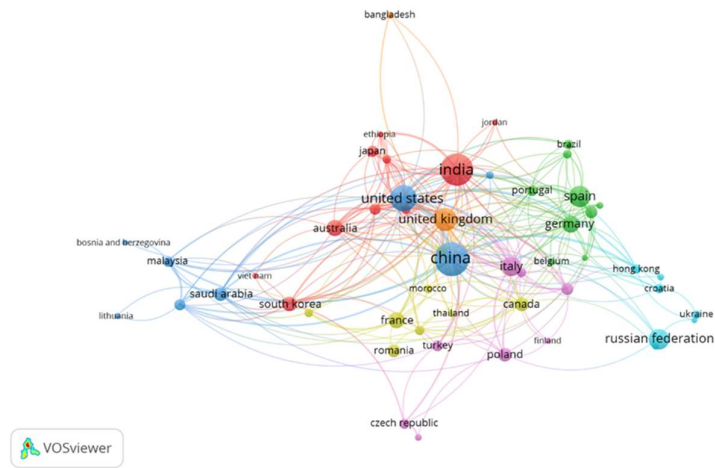 bangladesh
jordan
ethiopia
japan
brazil
india
united states
portugal
spain
united kingdom
germany
australia
bosnia and herzegovina
malaysia
china
italy
belgium
hong kong
viet nam
morocco
croatia
saudi arabia
south korea
canada
lithuania
thailand
ukraine
france
finland
russian federation
romania
turkey
poland
czech republic
VOSviewer